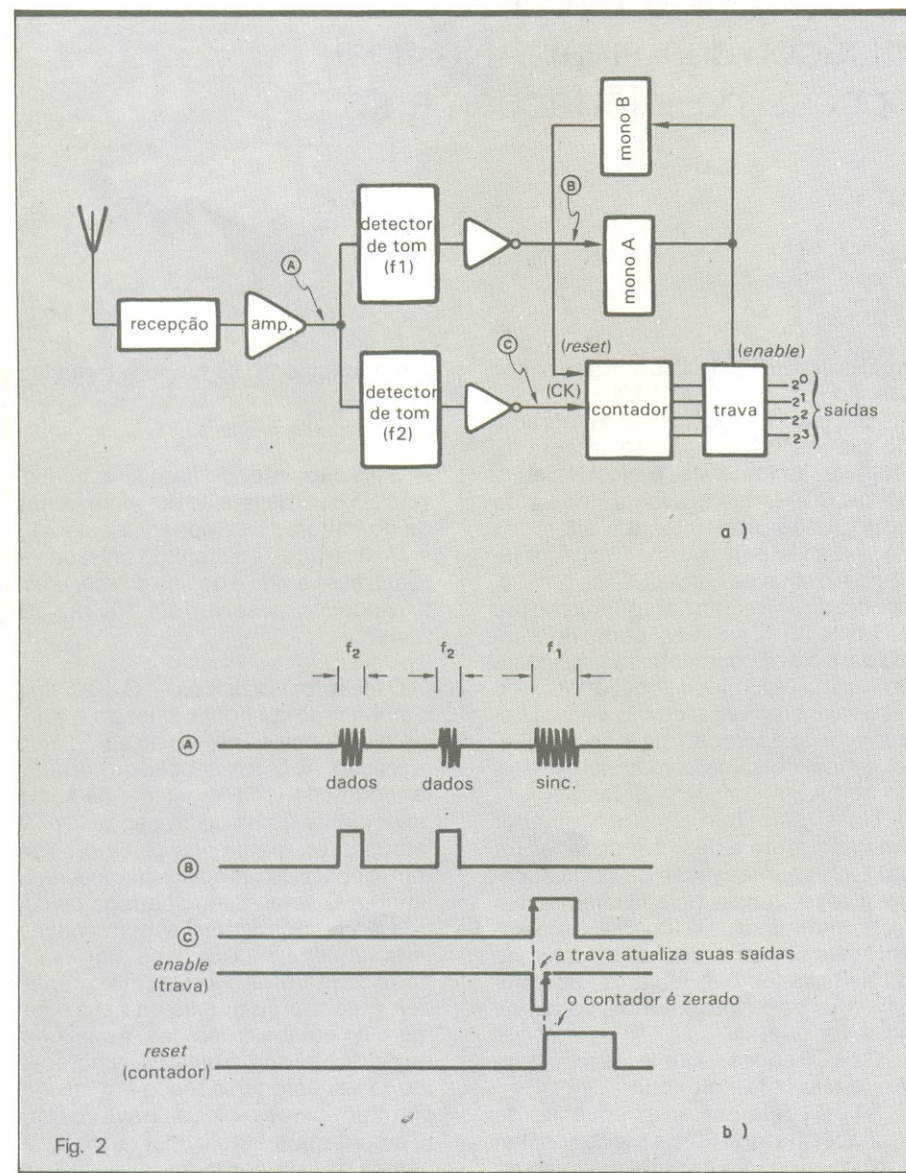 mono B
B
detector
de tom
(f1)
mono A
A
recepção
amp.
C
(reset)
(enable)
(CK)
detector
de tom
(f2)
contador
trava
2⁰
2¹
2²
2³
saídas
a )
f₂
f₂
f₁
A
dados
dados
sinc.
B
C
enable
(trava)
a trava atualiza suas saídas
o contador é zerado
reset
(contador)
b )
Fig. 2